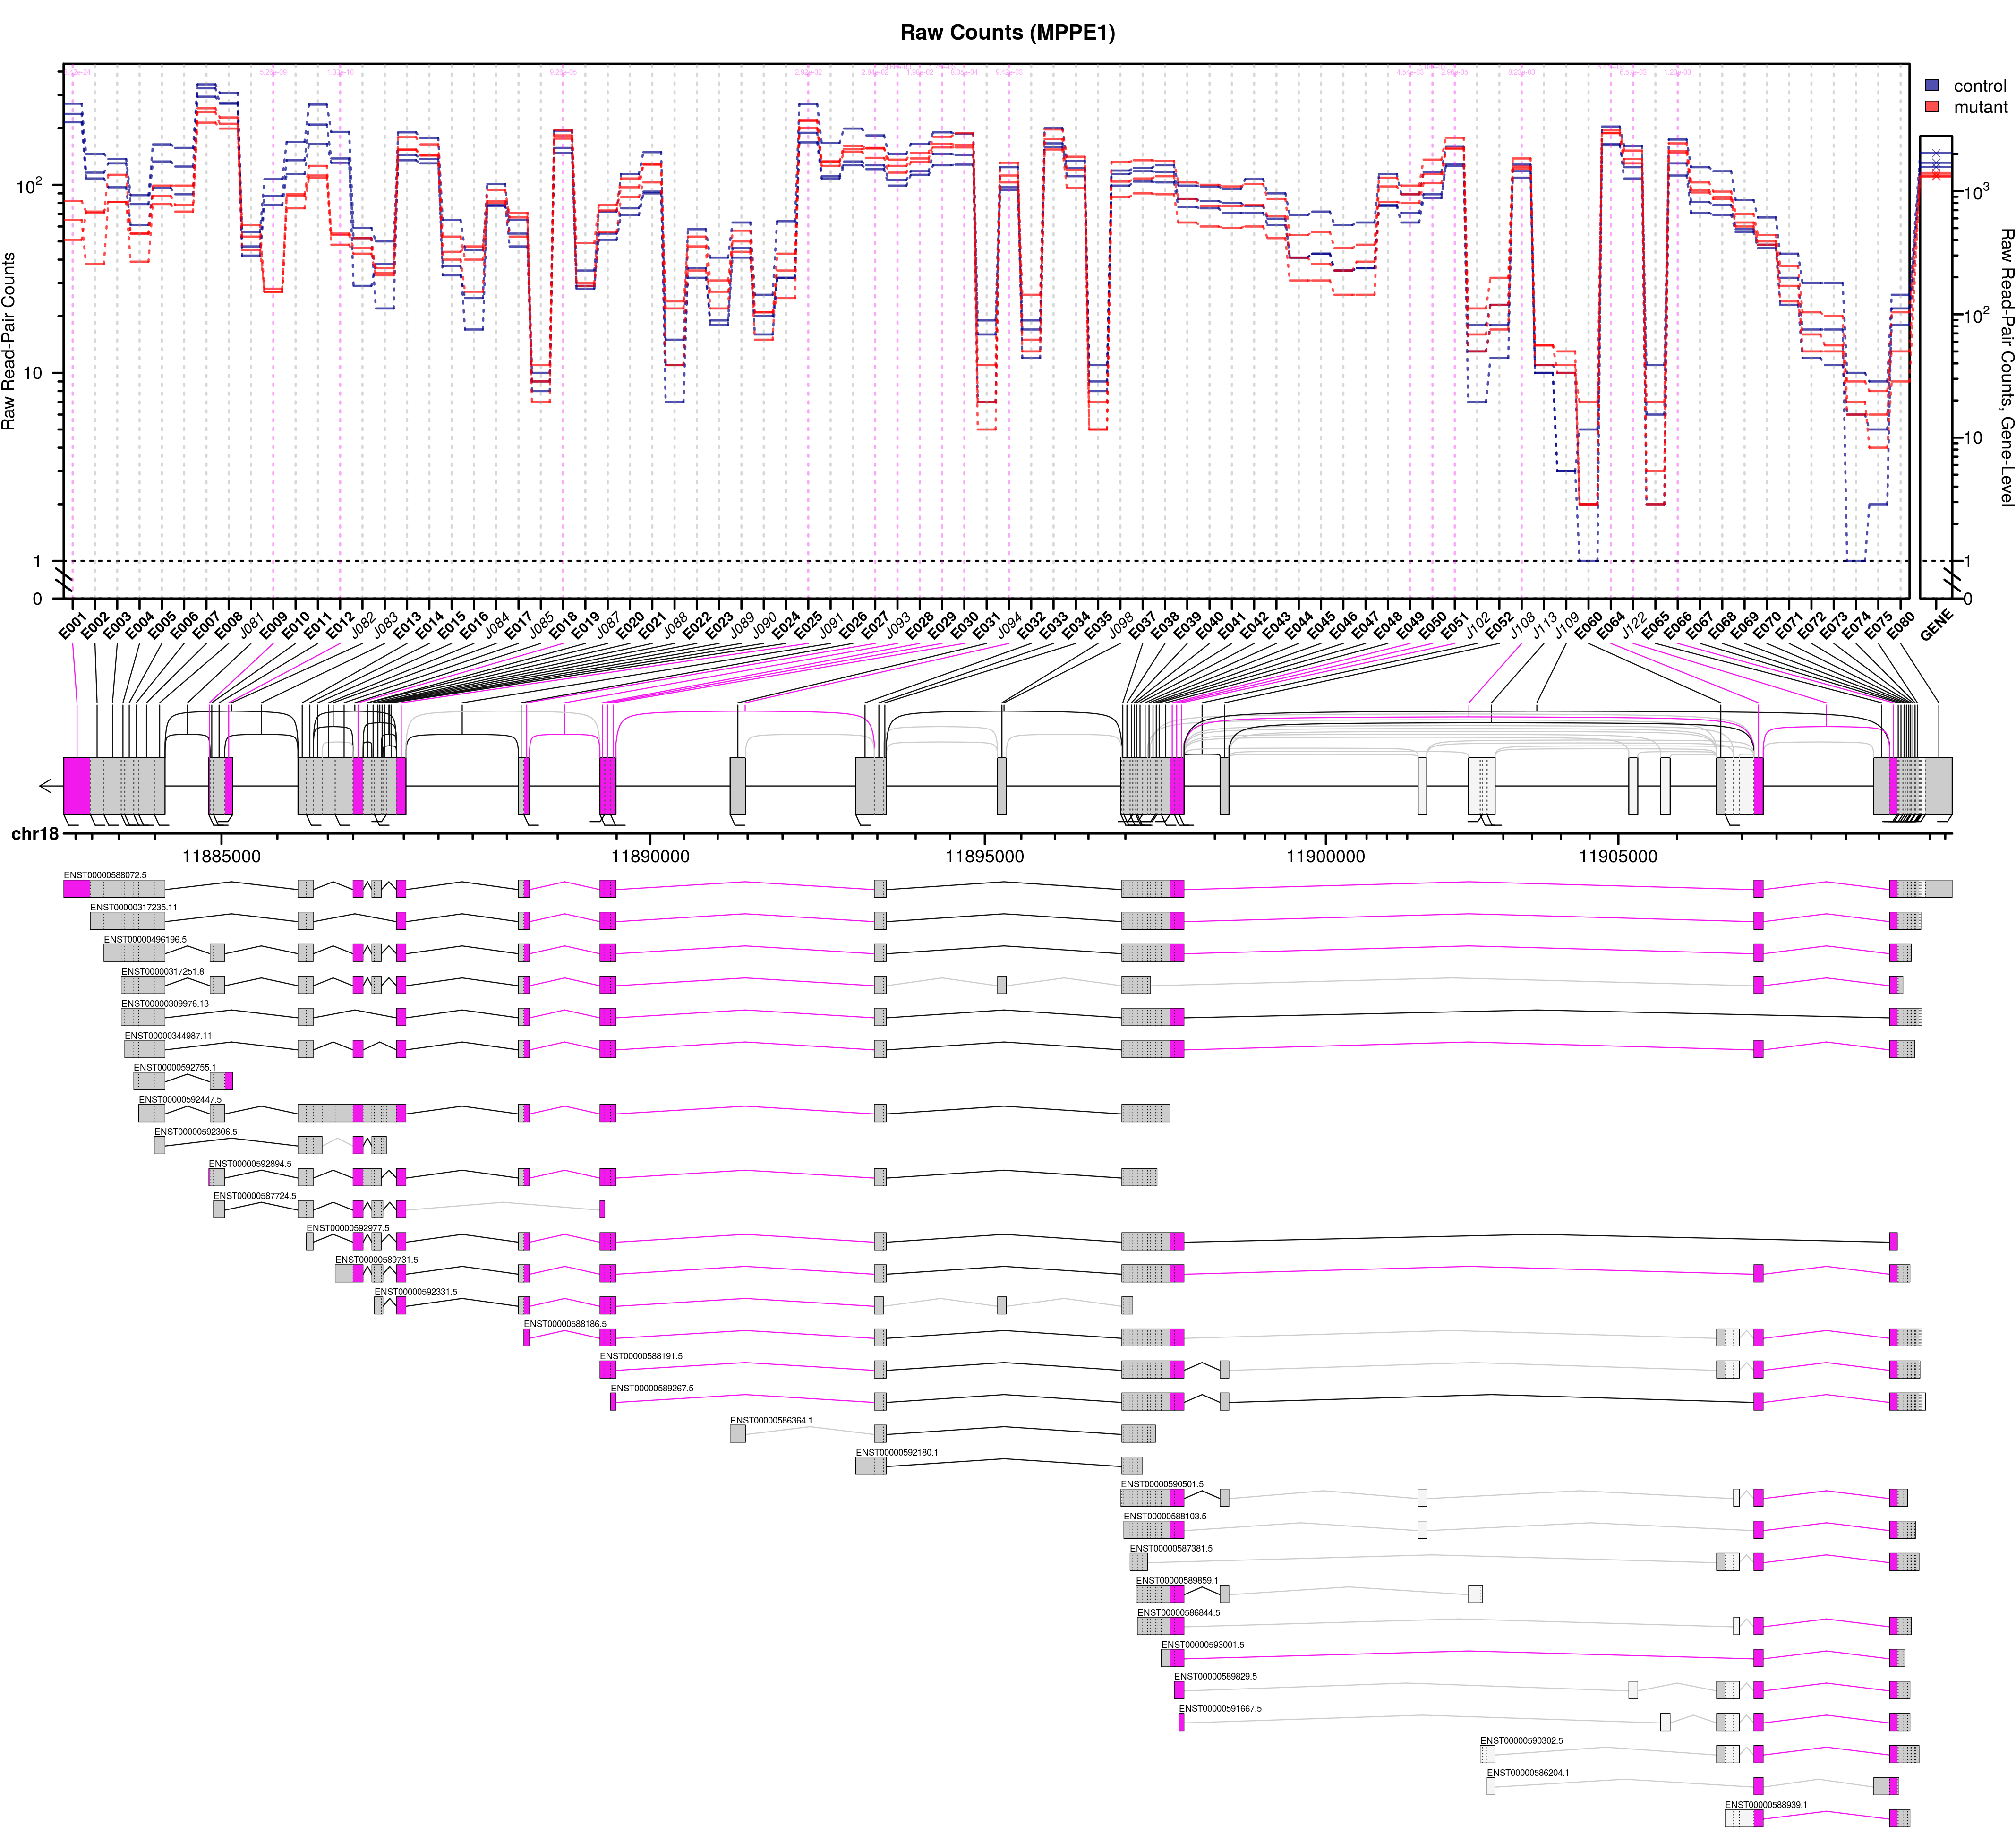 Raw Counts (MPPE1)
control
mutant
Raw Read-Pair Counts
10²
10
1
0
10³
10²
10
1
0
Raw Read-Pair Counts, Gene-Level
E001 E002 E003 E004 E005 E006 E007 E008 J081 E009 E010 E011 E012 J082 J083 E013 E014 E015 E016 J084 E017 J085 E018 E019 J087 E020 E021 J088 E022 E023 J089 J090 E024 E025 J091 E026 E027 J093 E028 E029 E030 E031 J094 E032 E033 E034 E035 J098 E037 E038 E039 E040 E041 E042 E043 E044 E045 E046 E047 E048 E049 E050 E051 J102 E052 J108 J113 J109 E060 E064 J122 E065 E066 E067 E068 E069 E070 E071 E072 E073 E074 E075 E080 GENE
chr18
11885000 11890000 11895000 11900000 11905000
ENST00000588072.5
ENST00000317235.11
ENST00000496196.5
ENST00000317251.8
ENST00000309976.13
ENST00000344987.11
ENST00000592755.1
ENST00000592447.5
ENST00000592306.5
ENST00000592894.5
ENST00000587724.5
ENST00000592977.5
ENST00000589731.5
ENST00000592331.5
ENST00000588186.5
ENST00000588191.5
ENST00000589267.5
ENST00000586364.1
ENST00000592180.1
ENST00000590501.5
ENST00000588103.5
ENST00000587381.5
ENST00000589859.1
ENST00000586844.5
ENST00000593001.5
ENST00000589829.5
ENST00000591667.5
ENST00000590302.5
ENST00000586204.1
ENST00000588939.1